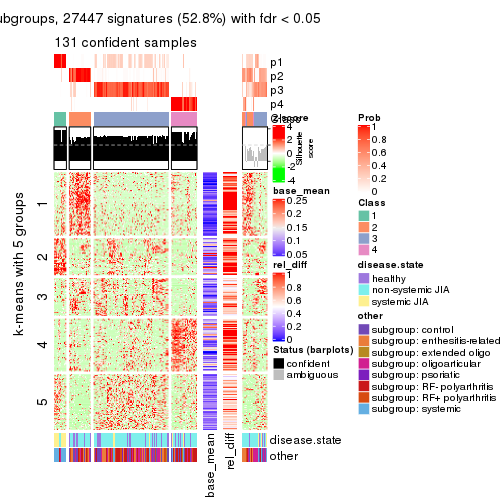 ubgroups, 27447 signatures (52.8%) with fdr < 0.05
131 confident samples
p1
p2
p3
p4
Class
Silhouette
score
k-means with 5 groups
1
2
3
4
5
disease.state
other
base_mean
rel_diff
Z-score
4
2
0
-2
-4
base_mean
0.25
0.2
0.15
0.1
0.05
rel_diff
1
0.8
0.6
0.4
0.2
0
Status (barplots)
confident
ambiguous
Prob
1
0.8
0.6
0.4
0.2
0
Class
1
2
3
4
disease.state
healthy
non-systemic JIA
systemic JIA
other
subgroup: control
subgroup: enthesitis-related
subgroup: extended oligo
subgroup: oligoarticular
subgroup: psoriatic
subgroup: RF- polyarthritis
subgroup: RF+ polyarthritis
subgroup: systemic